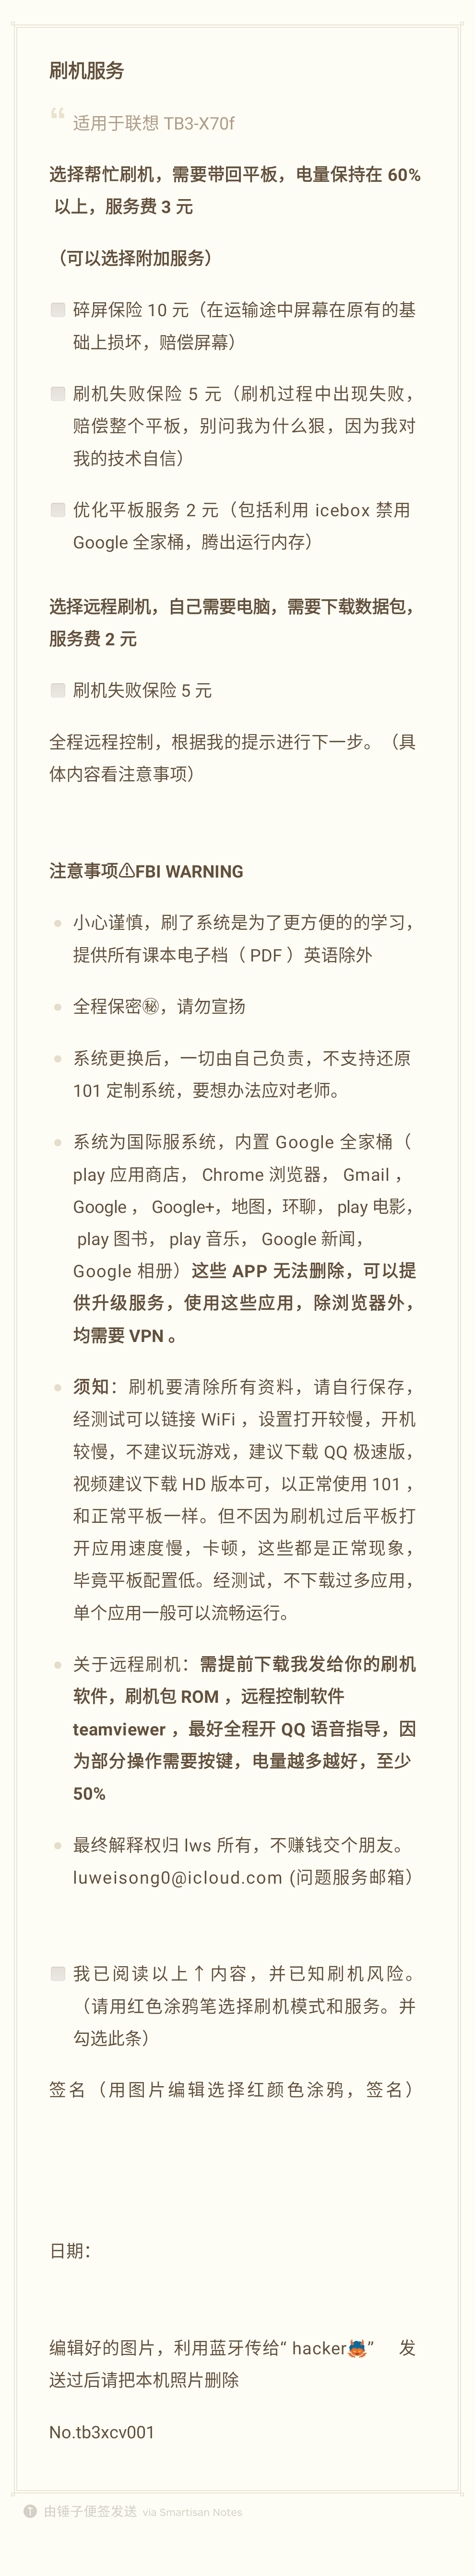 刷机服务
“ 适用于联想 TB3-X70f
选择帮忙刷机，需要带回平板，电量保持在 60%
以上，服务费 3 元
（可以选择附加服务）
碎屏保险 10 元（在运输途中屏幕在原有的基
础上损坏，赔偿屏幕）
刷机失败保险 5 元（刷机过程中出现失败，
赔偿整个平板，别问我为什么狠，因为我对
我的技术自信）
优化平板服务 2 元（包括利用 icebox 禁用
Google 全家桶，腾出运行内存）
选择远程刷机，自己需要电脑，需要下载数据包，
服务费 2 元
刷机失败保险 5 元
全程远程控制，根据我的提示进行下一步。（具
体内容看注意事项）
注意事项⚠FBI WARNING
小心谨慎，刷了系统是为了更方便的的学习，
提供所有课本电子档（ PDF ）英语除外
全程保密㊙，请勿宣扬
系统更换后，一切由自己负责，不支持还原
101 定制系统，要想办法应对老师。
系统为国际服系统，内置 Google 全家桶（
play 应用商店， Chrome 浏览器， Gmail ，
Google ， Google+，地图，环聊， play 电影，
play 图书， play 音乐， Google 新闻，
Google 相册）这些 APP 无法删除，可以提
供升级服务，使用这些应用，除浏览器外，
均需要 VPN 。
须知：刷机要清除所有资料，请自行保存，
经测试可以链接 WiFi ，设置打开较慢，开机
较慢，不建议玩游戏，建议下载 QQ 极速版，
视频建议下载 HD 版本可，以正常使用 101 ，
和正常平板一样。但不因为刷机过后平板打
开应用速度慢，卡顿，这些都是正常现象，
毕竟平板配置低。经测试，不下载过多应用，
单个应用一般可以流畅运行。
关于远程刷机：需提前下载我发给你的刷机
软件，刷机包 ROM ，远程控制软件
teamviewer ，最好全程开 QQ 语音指导，因
为部分操作需要按键，电量越多越好，至少
50%
最终解释权归 lws 所有，不赚钱交个朋友。
luweisong0@icloud.com (问题服务邮箱）
我已阅读以上↑内容，并已知刷机风险。
（请用红色涂鸦笔选择刷机模式和服务。并
勾选此条）
签名（用图片编辑选择红颜色涂鸦，签名）
日期：
编辑好的图片，利用蓝牙传给“ hacker👹” 发
送过后请把本机照片删除
No.tb3xcv001
T 由锤子便签发送 via Smartisan Notes